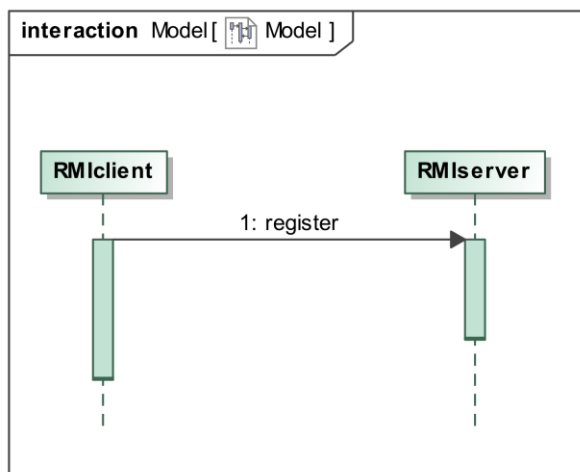 interaction Model[ Model ]
RMIclient
RMIserver
1: register